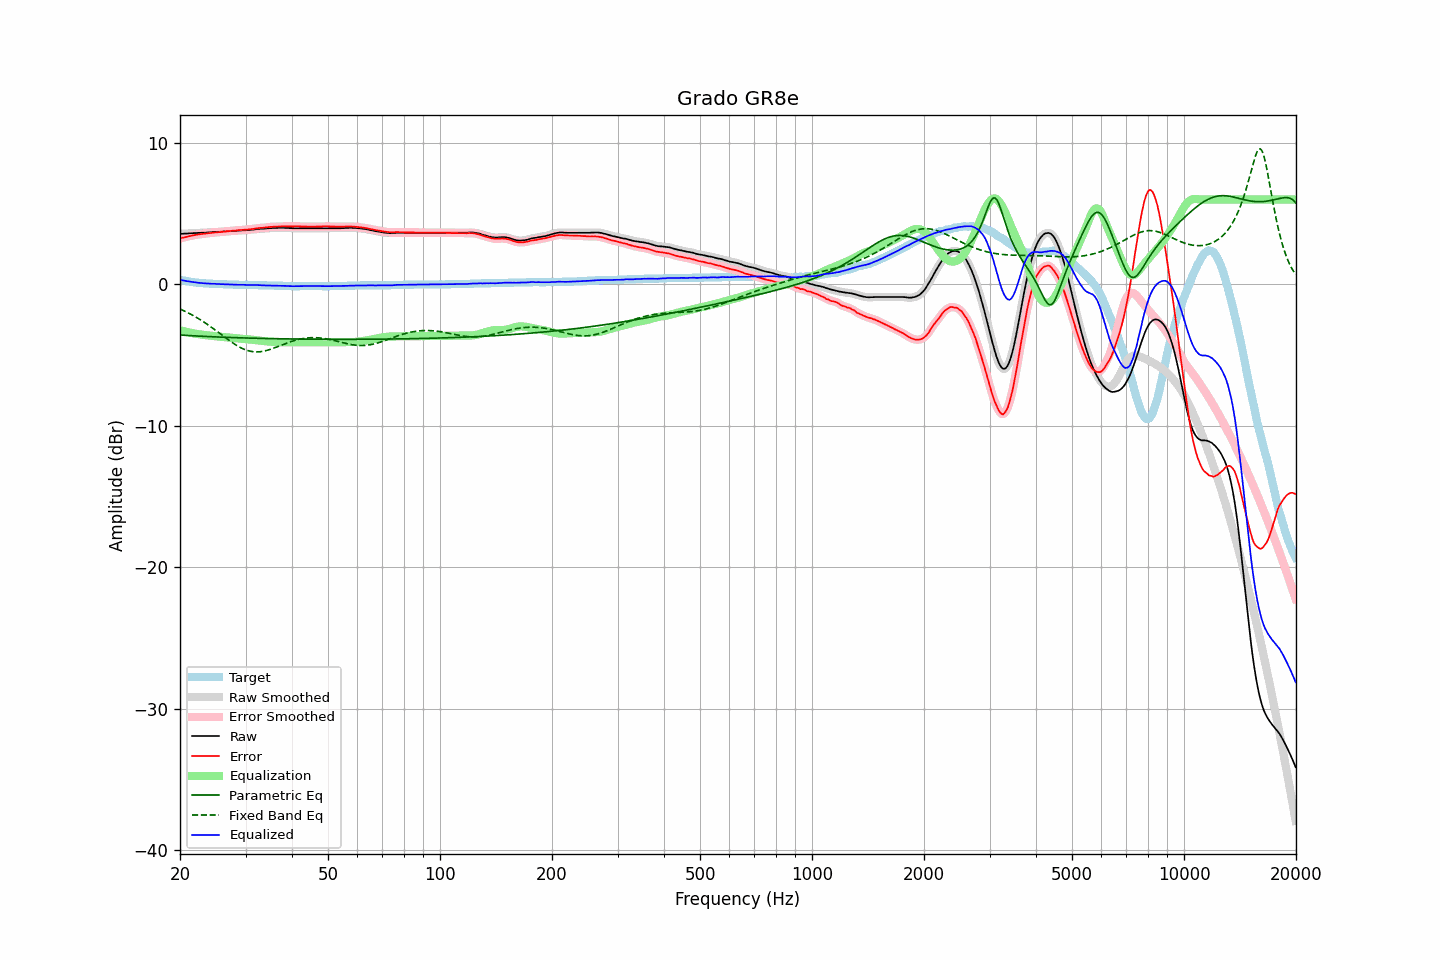 Grado GR8e
Amplitude (dBr)
10
0
−10
−20
−30
−40
Target
Raw Smoothed
Error Smoothed
Raw
Error
Equalization
Parametric Eq
Fixed Band Eq
Equalized
20 50 100 200 500 1000 2000 5000 10000 20000
Frequency (Hz)